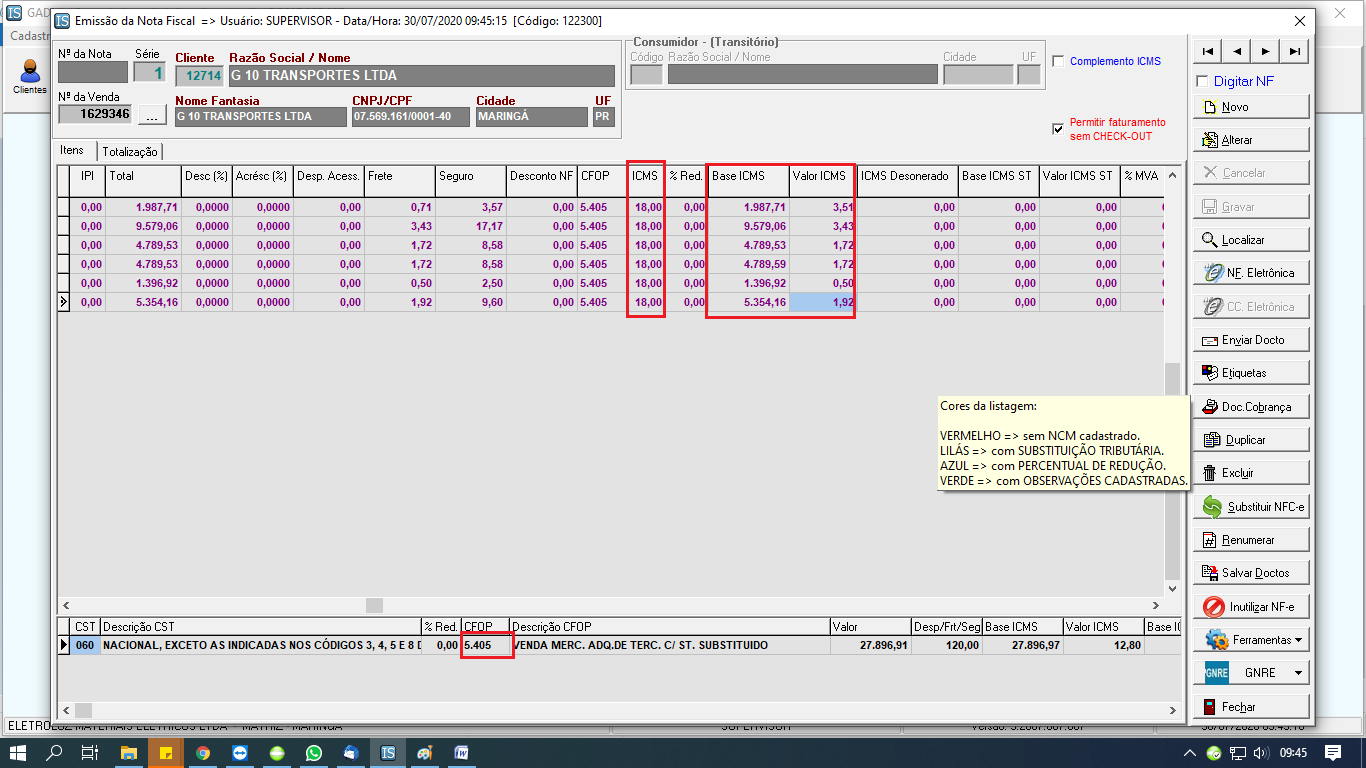 GAD
Cadastr
Clientes
Emissão da Nota Fiscal => Usuário: SUPERVISOR - Data/Hora: 30/07/2020 09:45:15 [Código: 122300]
Nº da Nota Série Cliente Razão Social / Nome
1 12714 G 10 TRANSPORTES LTDA
Nº da Venda Nome Fantasia CNPJ/CPF Cidade UF
1629346 ... G 10 TRANSPORTES LTDA 07.569.161/0001-40 MARINGÁ PR
Consumidor - (Transitório)
Código Razão Social / Nome Cidade UF
Complemento ICMS
Permitir faturamento
sem CHECK-OUT
Itens Totalização
IPI Total Desc (%) Acrésc (%) Desp. Acess. Frete Seguro Desconto NF CFOP ICMS % Red. Base ICMS Valor ICMS ICMS Desonerado Base ICMS ST Valor ICMS ST % MVA
0,00 1.987,71 0,0000 0,0000 0,00 0,71 3,57 0,00 5.405 18,00 0,00 1.987,71 3,51 0,00 0,00 0,00
0,00 9.579,06 0,0000 0,0000 0,00 3,43 17,17 0,00 5.405 18,00 0,00 9.579,06 3,43 0,00 0,00 0,00
0,00 4.789,53 0,0000 0,0000 0,00 1,72 8,58 0,00 5.405 18,00 0,00 4.789,53 1,72 0,00 0,00 0,00
0,00 4.789,53 0,0000 0,0000 0,00 1,72 8,58 0,00 5.405 18,00 0,00 4.789,59 1,72 0,00 0,00 0,00
0,00 1.396,92 0,0000 0,0000 0,00 0,50 2,50 0,00 5.405 18,00 0,00 1.396,92 0,50 0,00 0,00 0,00
0,00 5.354,16 0,0000 0,0000 0,00 1,92 9,60 0,00 5.405 18,00 0,00 5.354,16 1,92 0,00 0,00 0,00
Cores da listagem:
VERMELHO => sem NCM cadastrado.
LILÁS => com SUBSTITUIÇÃO TRIBUTÁRIA.
AZUL => com PERCENTUAL DE REDUÇÃO.
VERDE => com OBSERVAÇÕES CADASTRADAS.
CST Descrição CST % Red. CFOP Descrição CFOP Valor Desp/Frt/Seg Base ICMS Valor ICMS Base IC
060 NACIONAL, EXCETO AS INDICADAS NOS CÓDIGOS 3, 4, 5 E 8 D 0,00 5.405 VENDA MERC. ADQ.DE TERC. C/ ST. SUBSTITUIDO 27.896,91 120,00 27.896,97 12,80
Digitar NF
Novo
Alterar
Cancelar
Gravar
Localizar
NF. Eletrônica
CC. Eletrônica
Enviar Docto
Etiquetas
Doc.Cobrança
Duplicar
Excluir
Substituir NFC-e
Renumerar
Salvar Doctos
Inutilizar NF-e
Ferramentas
GNRE GNRE
Fechar
09:45